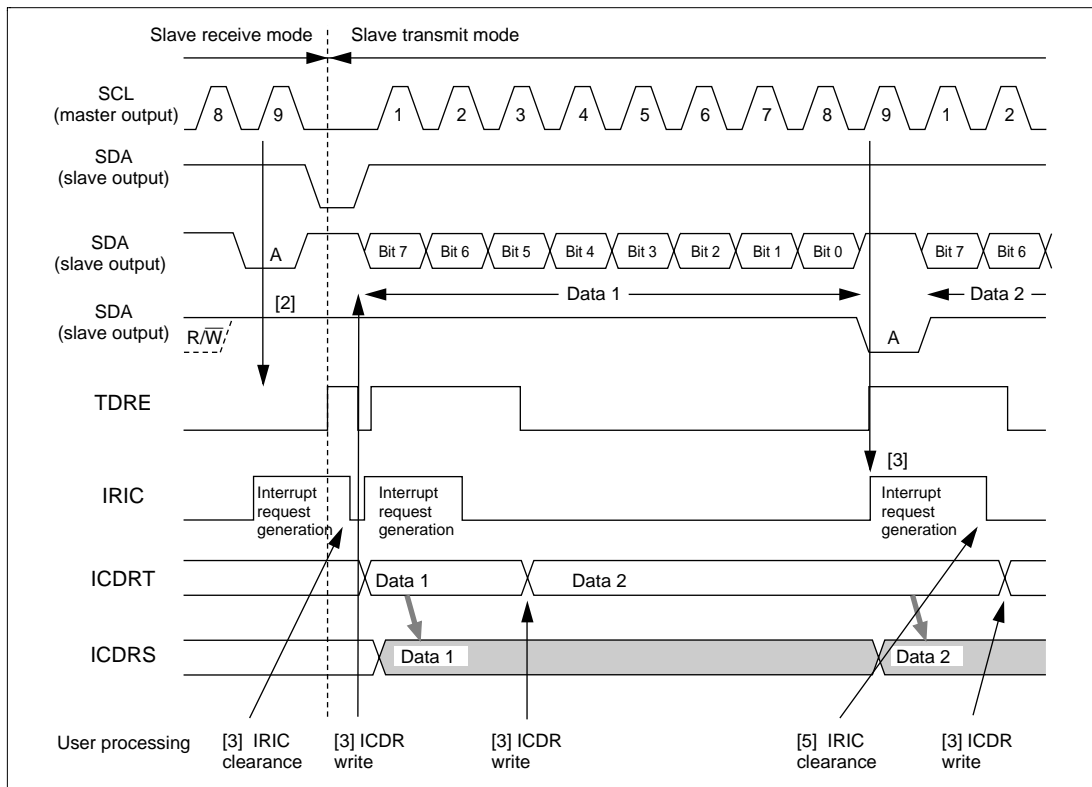 Slave receive mode Slave transmit mode
SCL
(master output)
8 9 1 2 3 4 5 6 7 8 9 1 2
SDA
(slave output)
SDA
(slave output)
A Bit 7 Bit 6 Bit 5 Bit 4 Bit 3 Bit 2 Bit 1 Bit 0 Bit 7 Bit 6
Data 1 Data 2
SDA
(slave output)
[2]
R/W̅ A
TDRE
[3]
IRIC
Interrupt
request
generation
Interrupt
request
generation
Interrupt
request
generation
ICDRT Data 1 Data 2
ICDRS Data 1 Data 2
User processing
[3] IRIC
clearance
[3] ICDR
write
[3] ICDR
write
[5] IRIC
clearance
[3] ICDR
write